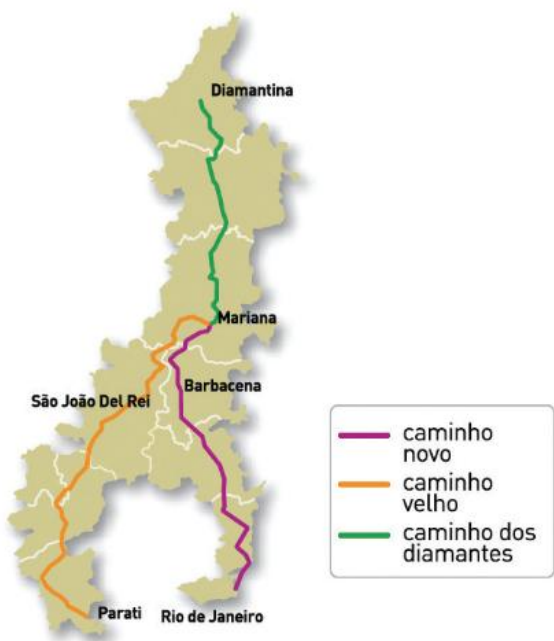 Diamantina
Mariana
Barbacena
São João Del Rei
Parati
Rio de Janeiro
caminho
novo
caminho
velho
caminho dos
diamantes